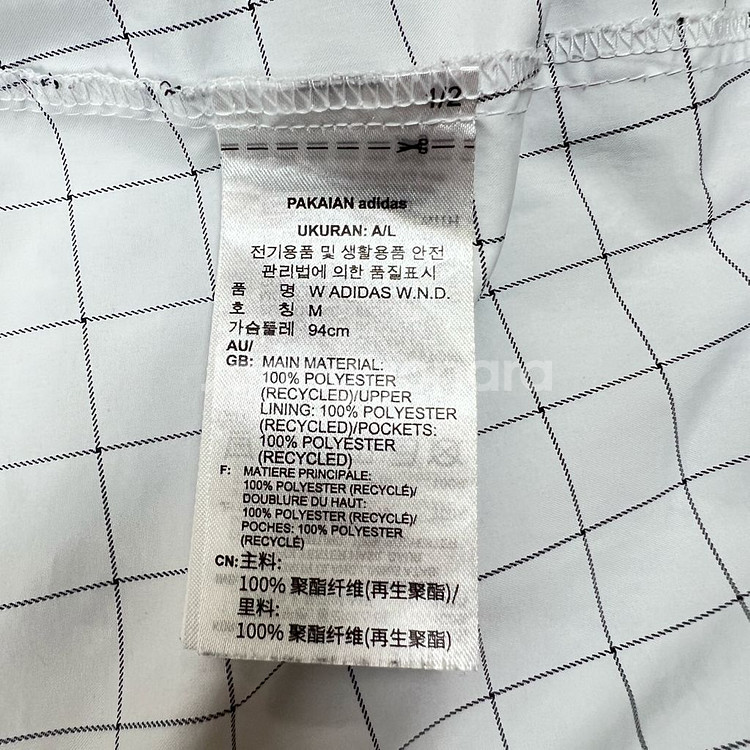 1/2
PAKAIAN adidas
UKURAN: A/L
전기용품 및 생활용품 안전
관리법에 의한 품질표시
품 명 W ADIDAS W.N.D.
호 칭 M
가슴둘레 94cm
AU/
GB: MAIN MATERIAL:
100% POLYESTER
(RECYCLED)/UPPER
LINING: 100% POLYESTER
(RECYCLED)/POCKETS:
100% POLYESTER
(RECYCLED)
F: MATIERE PRINCIPALE:
100% POLYESTER (RECYCLÉ)/
DOUBLURE DU HAUT:
100% POLYESTER (RECYCLÉ)/
POCHES: 100% POLYESTER
(RECYCLÉ)
CN: 主料:
100% 聚酯纤维(再生聚酯)/
里料:
100% 聚酯纤维(再生聚酯)